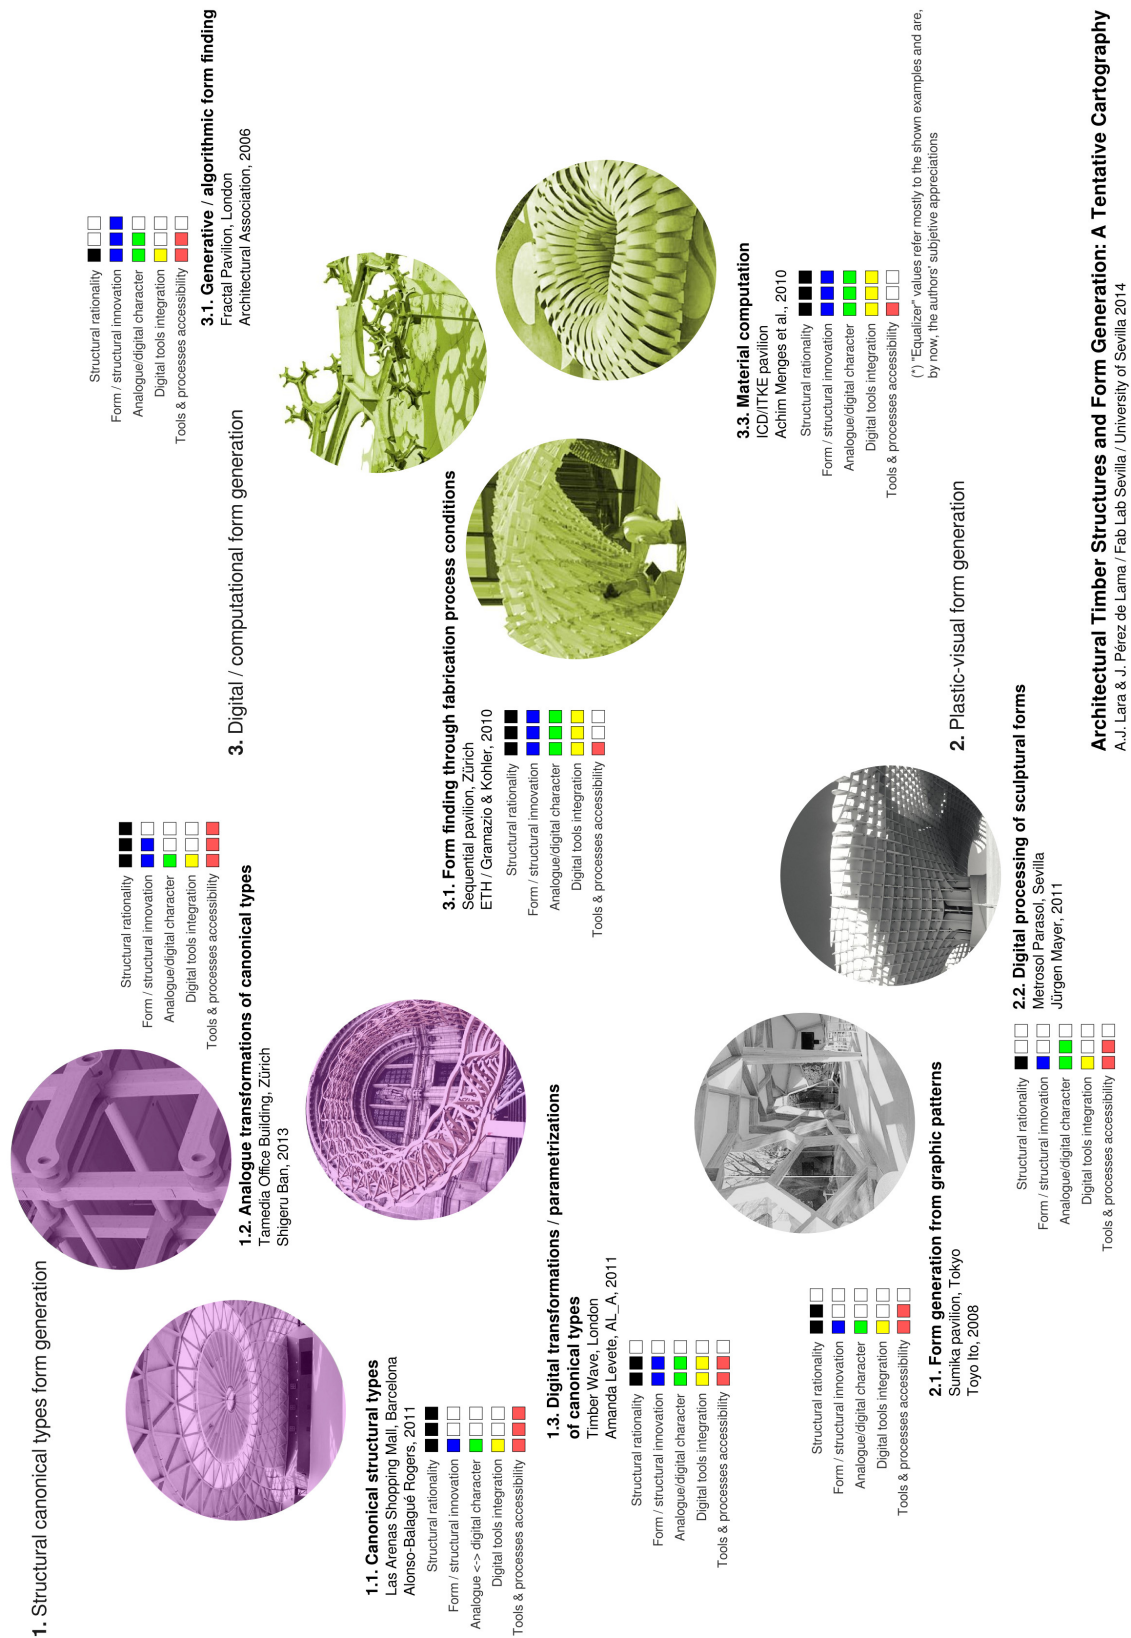 1. Structural canonical types form generation
1.1. Canonical structural types
Las Arenas Shopping Mall, Barcelona
Alonso-Balagué Rogers, 2011
Structural rationality
Form / structural innovation
Analogue <-> digital character
Digital tools integration
Tools & processes accessibility
Structural rationality
Form / structural innovation
Analogue/digital character
Digital tools integration
Tools & processes accessibility
1.2. Analogue transformations of canonical types
Tamedia Office Building, Zürich
Shigeru Ban, 2013
1.3. Digital transformations / parametrizations
of canonical types
Timber Wave, London
Amanda Levete, AL_A, 2011
Structural rationality
Form / structural innovation
Analogue/digital character
Digital tools integration
Tools & processes accessibility
Structural rationality
Form / structural innovation
Analogue/digital character
Digital tools integration
Tools & processes accessibility
2.1. Form generation from graphic patterns
Sumika pavilion, Tokyo
Toyo Ito, 2008
2. Plastic-visual form generation
2.2. Digital processing of sculptural forms
Metrosol Parasol, Sevilla
Jürgen Mayer, 2011
Structural rationality
Form / structural innovation
Analogue/digital character
Digital tools integration
Tools & processes accessibility
3. Digital / computational form generation
Structural rationality
Form / structural innovation
Analogue/digital character
Digital tools integration
Tools & processes accessibility
3.1. Generative / algorithmic form finding
Fractal Pavilion, London
Architectural Association, 2006
3.1. Form finding through fabrication process conditions
Sequential pavilion, Zürich
ETH / Gramazio & Kohler, 2010
Structural rationality
Form / structural innovation
Analogue/digital character
Digital tools integration
Tools & processes accessibility
3.3. Material computation
ICD/ITKE pavilion
Achim Menges et al., 2010
Structural rationality
Form / structural innovation
Analogue/digital character
Digital tools integration
Tools & processes accessibility
(*) "Equalizer" values refer mostly to the shown examples and are,
by now, the authors' subjetive appreciations
Architectural Timber Structures and Form Generation: A Tentative Cartography
A.J. Lara & J. Pérez de Lama / Fab Lab Sevilla / University of Sevilla 2014